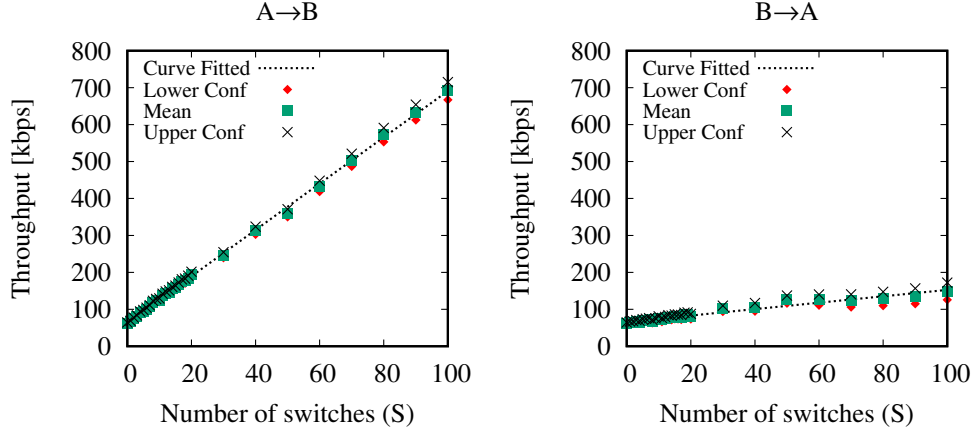 A→B
800
700
600
500
400
300
200
100
0
Throughput [kbps]
Curve Fitted
Lower Conf
Mean
Upper Conf
0 20 40 60 80 100
Number of switches (S)
B→A
800
700
600
500
400
300
200
100
0
Throughput [kbps]
Curve Fitted
Lower Conf
Mean
Upper Conf
0 20 40 60 80 100
Number of switches (S)